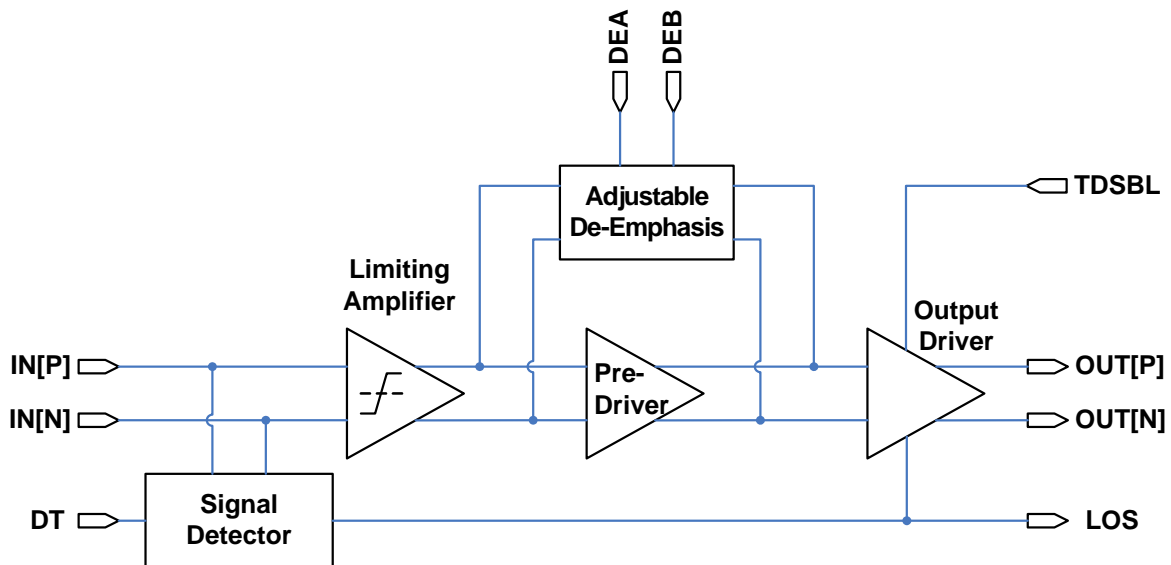 DEA
DEB
TDSBL
Adjustable
De-Emphasis
Limiting
Amplifier
Output
Driver
IN[P]
Pre-
Driver
OUT[P]
IN[N]
OUT[N]
DT
Signal
Detector
LOS